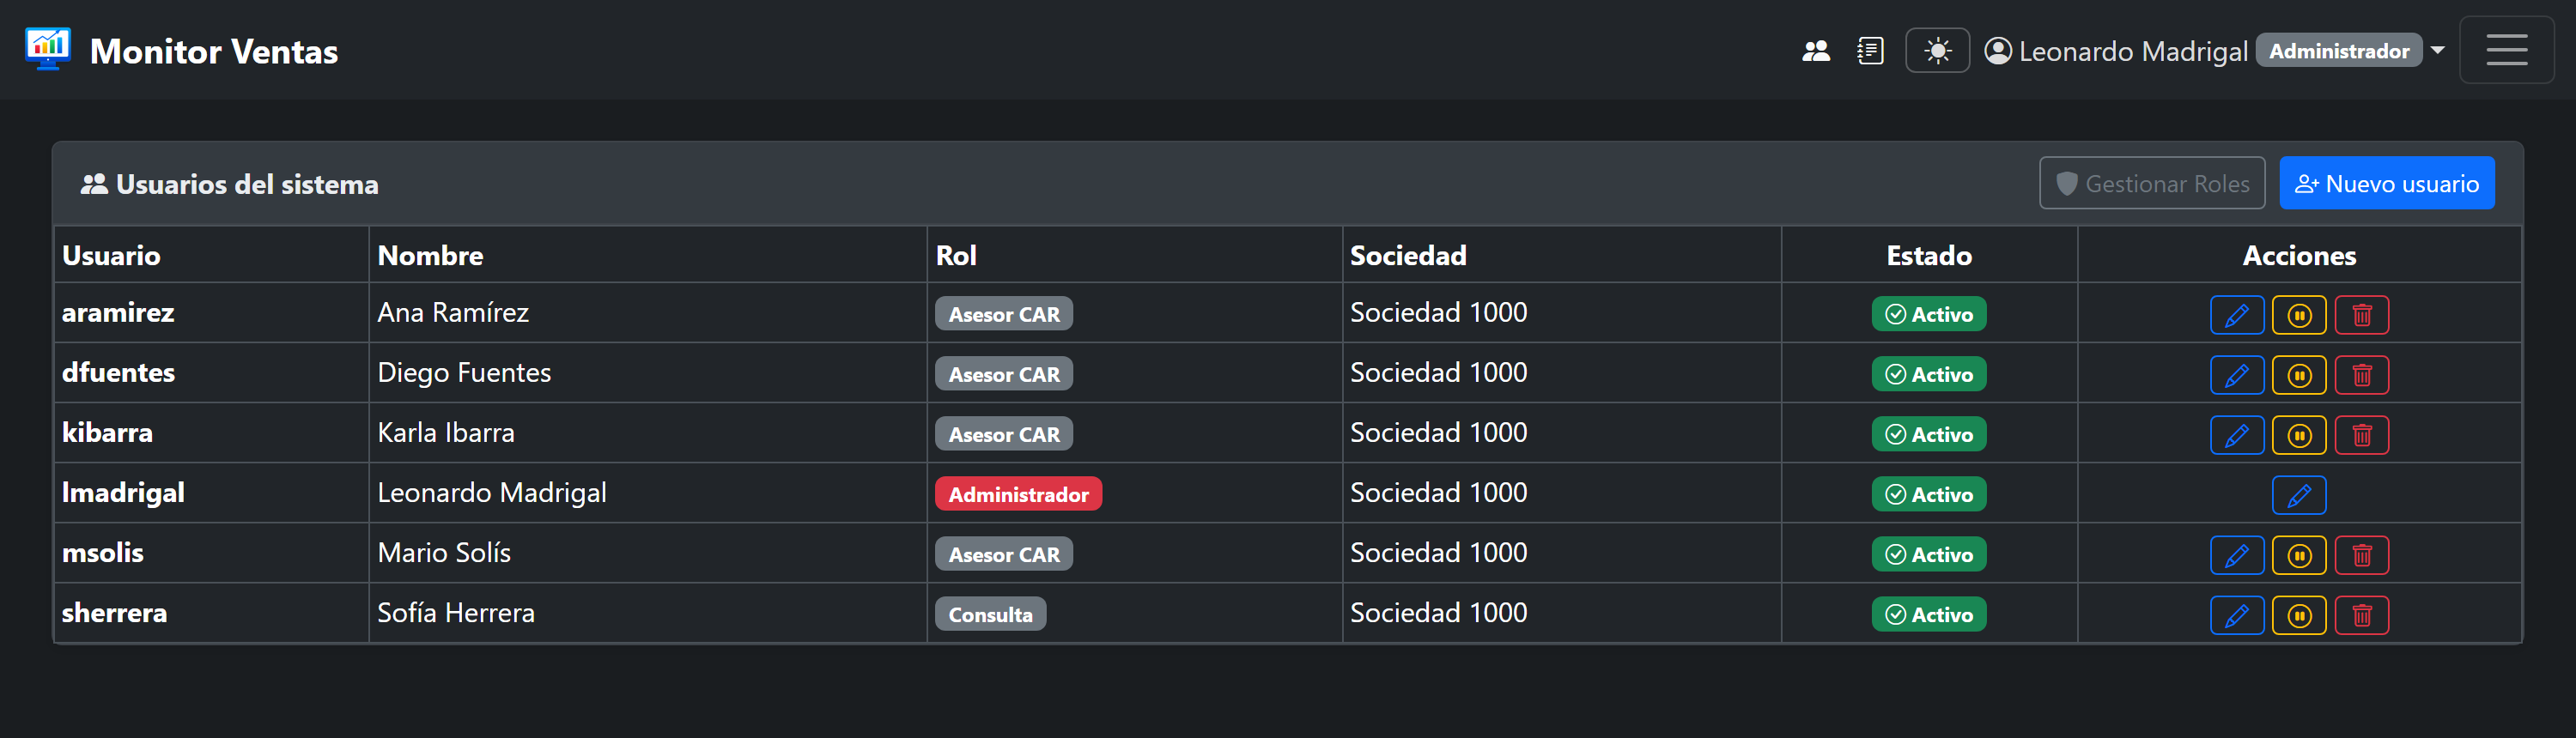 Monitor Ventas
Leonardo Madrigal Administrador
Usuarios del sistema
Gestionar Roles
Nuevo usuario
Usuario Nombre Rol Sociedad Estado Acciones
aramirez Ana Ramírez Asesor CAR Sociedad 1000 Activo
dfuentes Diego Fuentes Asesor CAR Sociedad 1000 Activo
kibarra Karla Ibarra Asesor CAR Sociedad 1000 Activo
lmadrigal Leonardo Madrigal Administrador Sociedad 1000 Activo
msolis Mario Solís Asesor CAR Sociedad 1000 Activo
sherrera Sofía Herrera Consulta Sociedad 1000 Activo